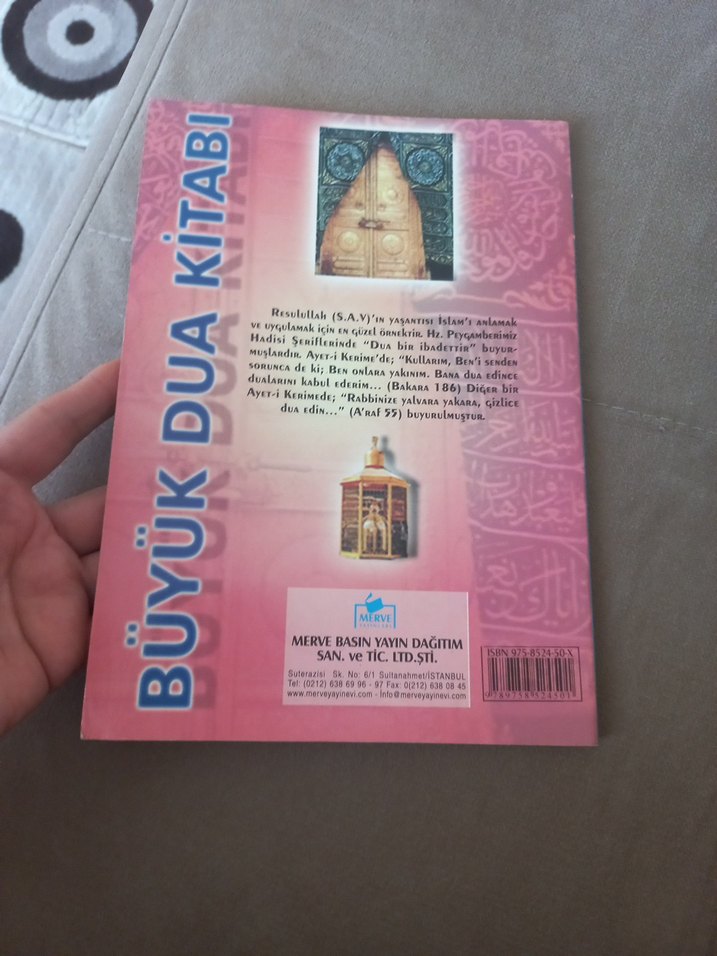 BÜYÜK DUA KİTABI
Resulullah (S.A.V)'ın yaşantısı İslam'ı anlamak
ve uygulamak için en güzel örnektir. Hz. Peygamberimiz
Hadisi Şeriflerinde "Dua bir ibadettir" buyur-
muşlardır. Ayet-i Kerime'de; "Kullarım, Ben'i senden
sorunca de ki; Ben onlara yakınım. Bana dua edince
dualarını kabul ederim... (Bakara 186) Diğer bir
Ayet-i Kerimede; "Rabbinize yalvara yakara, gizlice
dua edin..." (A'raf 55) buyurulmuştur.
MERVE
YAYINLARI
MERVE BASIN YAYIN DAĞITIM
SAN. ve TİC. LTD.ŞTİ.
Suterazisi Sk. No: 6/1 Sultanahmet/İSTANBUL
Tel: (0212) 638 69 96 - 97 Fax: 0(212) 638 08 45
www.merveyayinevi.com - Info@merveyayinevi.com
ISBN 975-8524-50-X
9789758524501